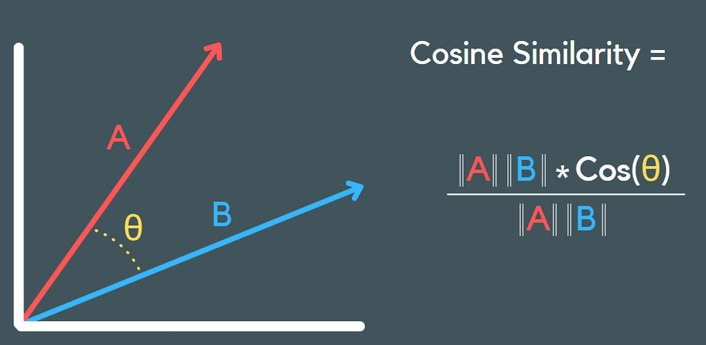 Cosine Similarity =
A
‖A‖ ‖B‖ * Cos(θ)
θ
B
‖A‖ ‖B‖